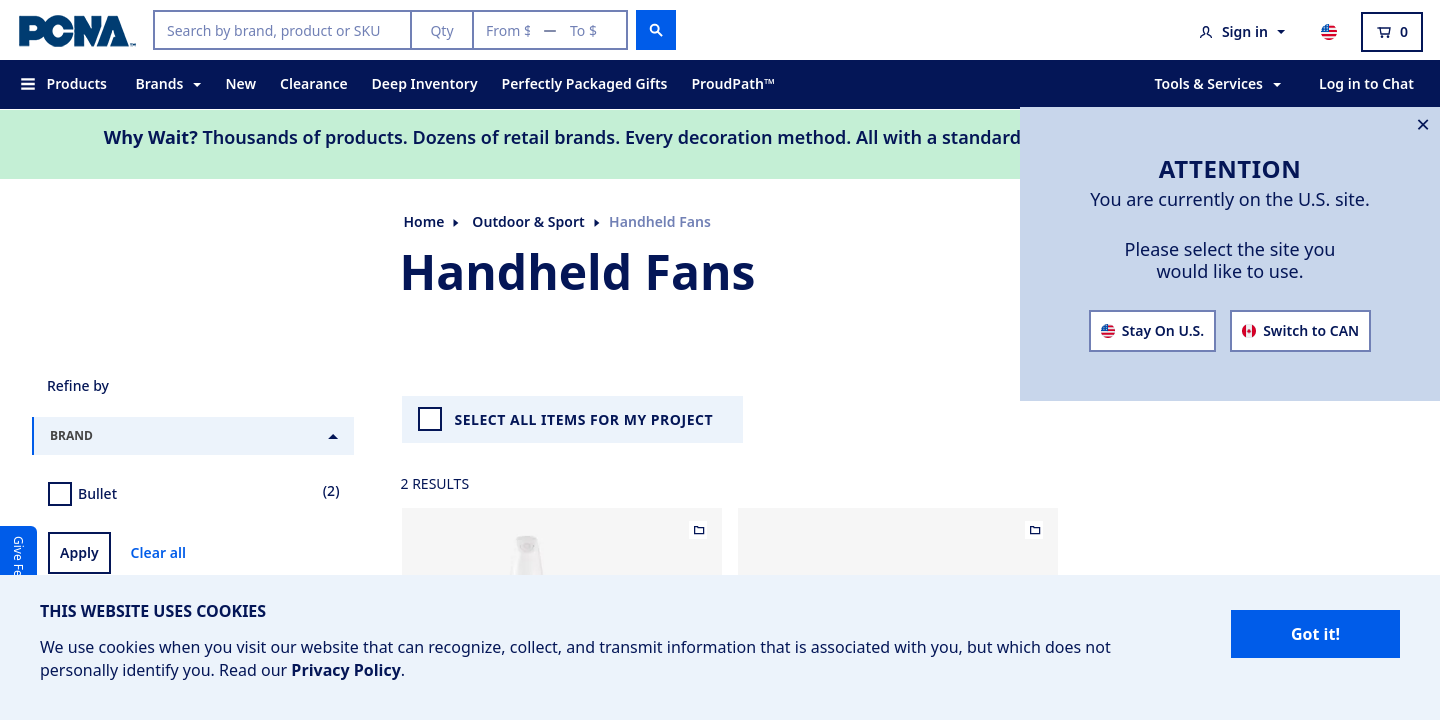 PCNA™
Search by brand, product or SKU
Qty
From $
To $
Sign in
0
Products
Brands
New
Clearance
Deep Inventory
Perfectly Packaged Gifts
ProudPath™
Tools & Services
Log in to Chat
Why Wait? Thousands of products. Dozens of retail brands. Every decoration method. All with a standard
ATTENTION
You are currently on the U.S. site.
Please select the site you
would like to use.
Stay On U.S.
Switch to CAN
Home
Outdoor & Sport
Handheld Fans
Handheld Fans
Refine by
BRAND
Bullet
(2)
Apply
Clear all
SELECT ALL ITEMS FOR MY PROJECT
2 RESULTS
Give
THIS WEBSITE USES COOKIES
We use cookies when you visit our website that can recognize, collect, and transmit information that is associated with you, but which does not
personally identify you. Read our Privacy Policy.
Got it!